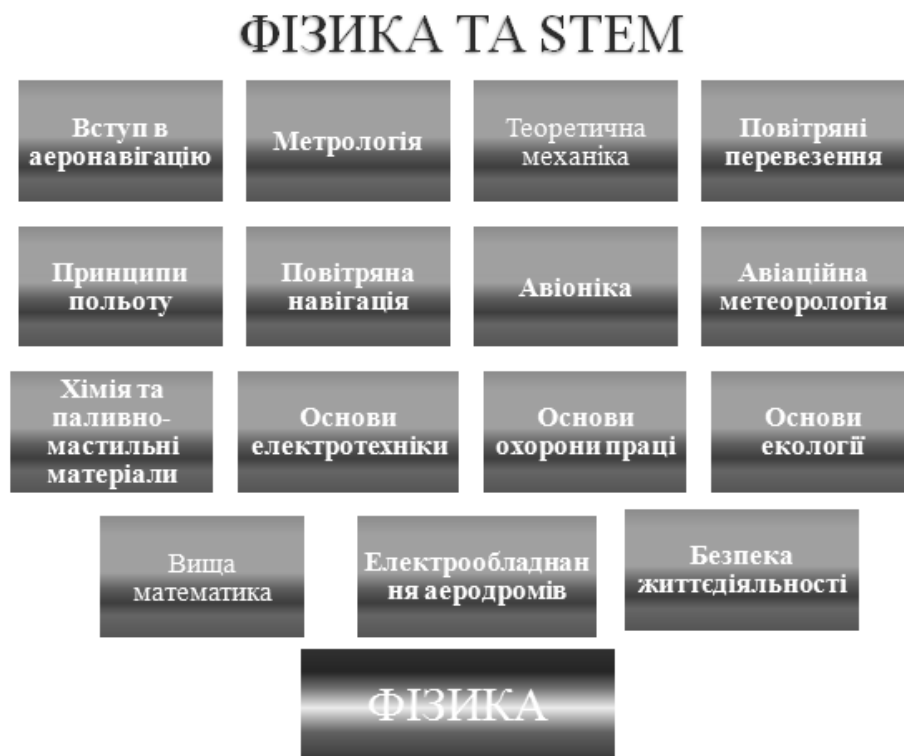 ФІЗИКА ТА STEM
Вступ в
аеронавігацію
Метрологія
Теоретична
механіка
Повітряні
перевезення
Принципи
польоту
Повітряна
навігація
Авіоніка
Авіаційна
метеорологія
Хімія та
паливно-
мастильні
матеріали
Основи
електротехніки
Основи
охорони праці
Основи
екології
Вища
математика
Електрообладнан
ня аеродромів
Безпека
життєдіяльності
ФІЗИКА